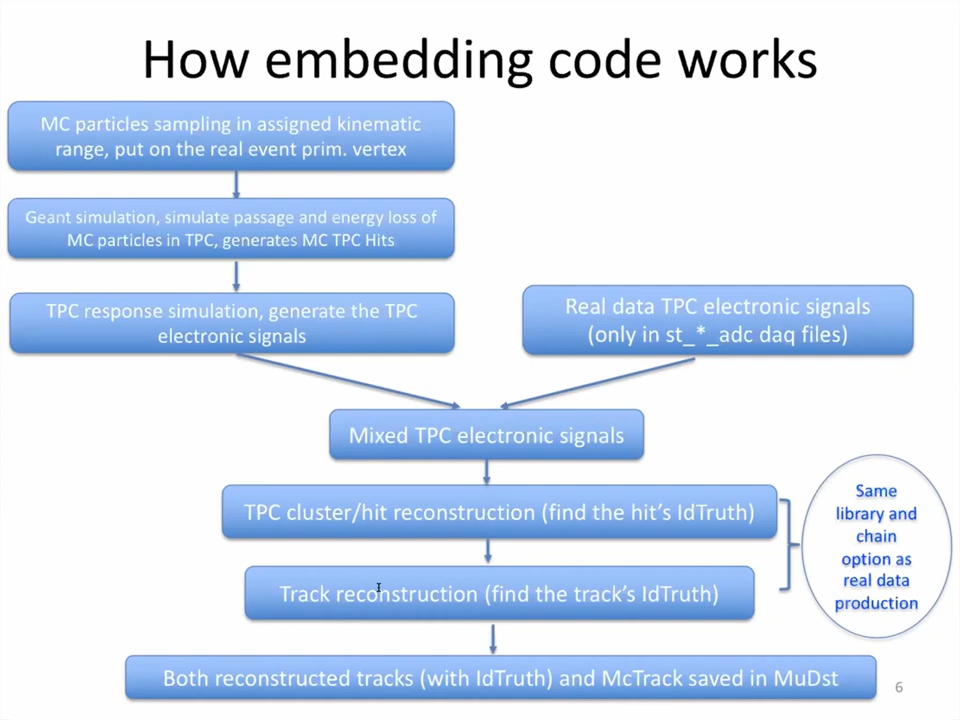 How embedding code works
MC particles sampling in assigned kinematic
range, put on the real event prim. vertex
Geant simulation, simulate passage and energy loss of
MC particles in TPC, generates MC TPC Hits
TPC response simulation, generate the TPC
electronic signals
Real data TPC electronic signals
(only in st_*_adc daq files)
Mixed TPC electronic signals
TPC cluster/hit reconstruction (find the hit's IdTruth)
Track reconstruction (find the track's IdTruth)
Same
library and
chain
option as
real data
production
Both reconstructed tracks (with IdTruth) and McTrack saved in MuDst
6